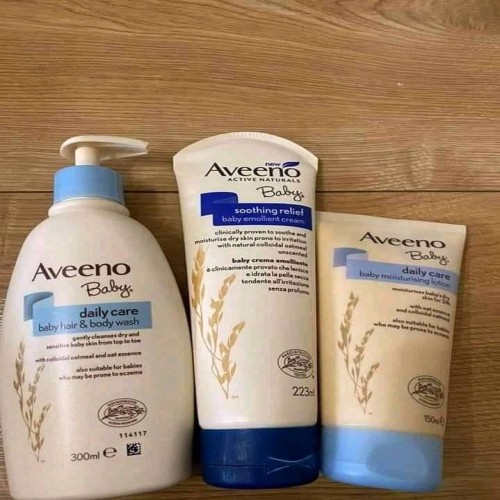 Aveeno
Baby
daily care
baby hair & body wash
gently cleanses dry and
sensitive baby skin from top to toe
with colloidal oatmeal and oat essence
also suitable for babies
who may be prone to eczema
114117
300ml e
new
Aveeno
ACTIVE NATURALS
Baby
soothing relief
baby emollient cream
clinically proven to soothe and
moisturise dry skin prone to irritation
with natural colloidal oatmeal
unscented
baby crema emolliente
è clinicamente provato che lenisce
e idrata la pelle secca
tendente all'irritazione
senza profumo
223ml
Aveeno
Baby
daily care
baby moisturising lotion
moisturises baby's dry
skin for 24h
with oat essence
and colloidal oatmeal
also suitable for babies
who may be prone to eczema
150ml